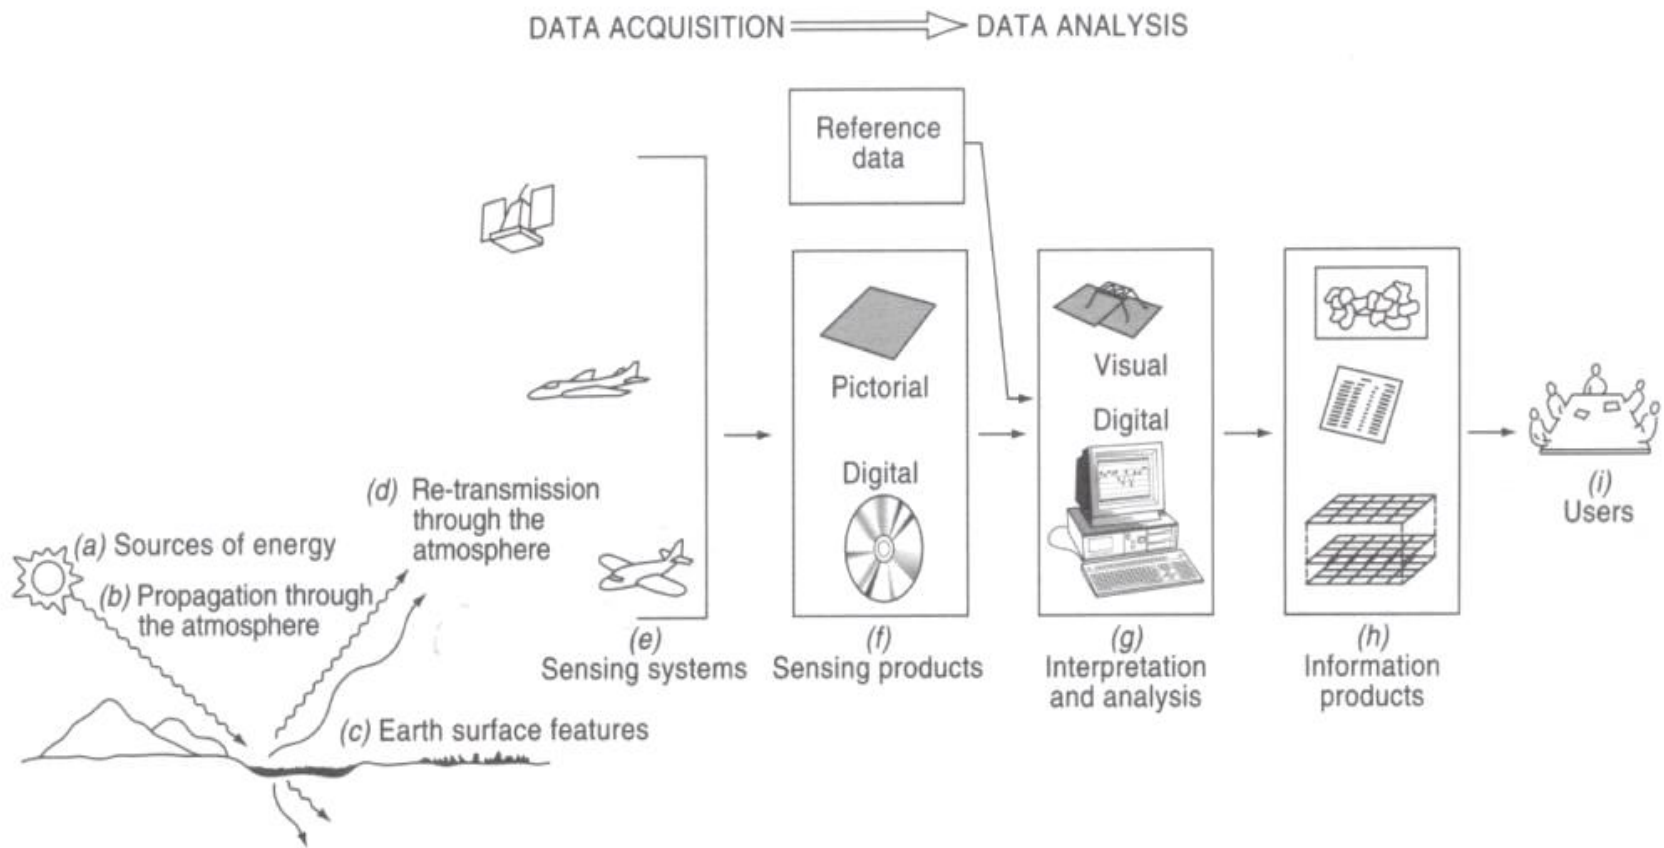 DATA ACQUISITION
DATA ANALYSIS
Reference
data
Pictorial
Digital
Visual
Digital
(a) Sources of energy
(b) Propagation through
the atmosphere
(c) Earth surface features
(d) Re-transmission
through the
atmosphere
(e)
Sensing systems
(f)
Sensing products
(g)
Interpretation
and analysis
(h)
Information
products
(i)
Users